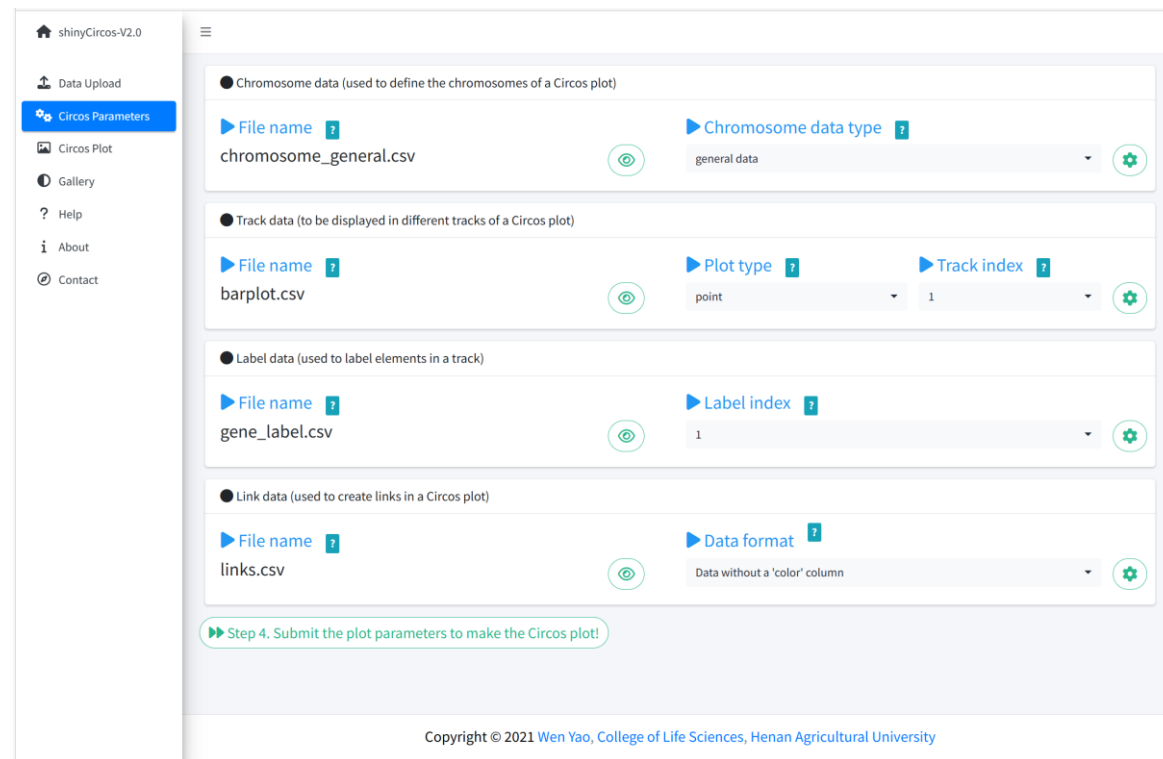 shinyCircos-V2.0
Data Upload
Circos Parameters
Circos Plot
Gallery
? Help
i About
Contact
Chromosome data (used to define the chromosomes of a Circos plot)
File name ? Chromosome data type ?
chromosome_general.csv general data
Track data (to be displayed in different tracks of a Circos plot)
File name ? Plot type ? Track index ?
barplot.csv point 1
Label data (used to label elements in a track)
File name ? Label index ?
gene_label.csv 1
Link data (used to create links in a Circos plot)
File name ? Data format ?
links.csv Data without a 'color' column
Step 4. Submit the plot parameters to make the Circos plot!
Copyright © 2021 Wen Yao, College of Life Sciences, Henan Agricultural University